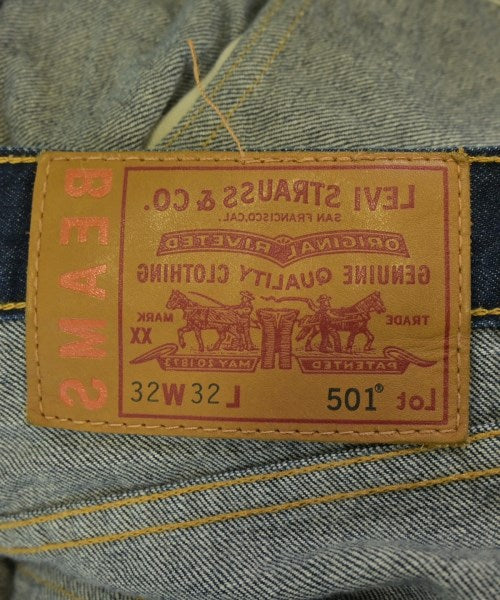 BEAMS
LEVI STRAUSS & CO.
SAN FRANCISCO, CAL.
ORIGINAL RIVETED
GENUINE QUALITY CLOTHING
TRADE MARK
XX
PATENTED MAY 20 1873
Lot 501®
32 W 32 L